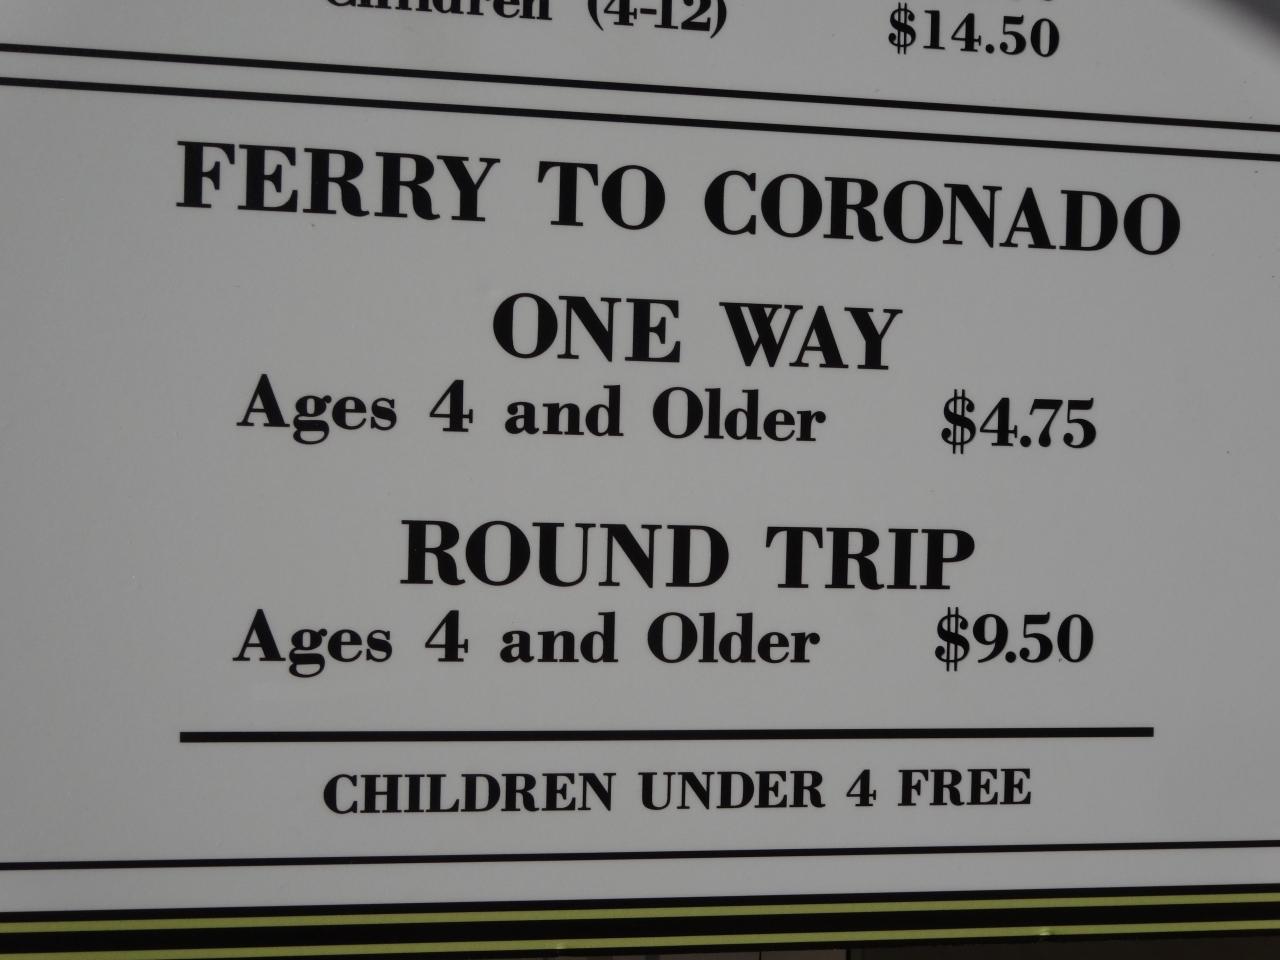 Children (4-12) $14.50
FERRY TO CORONADO
ONE WAY
Ages 4 and Older $4.75
ROUND TRIP
Ages 4 and Older $9.50
CHILDREN UNDER 4 FREE